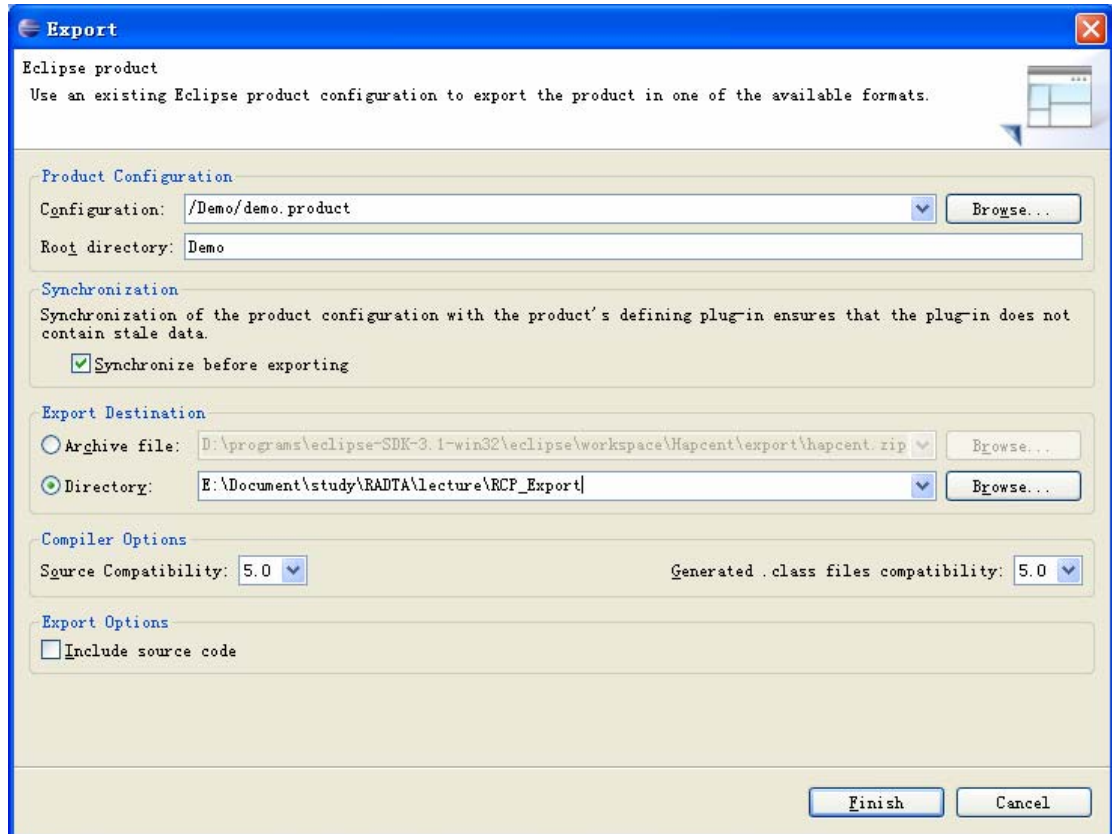 Export
Eclipse product
Use an existing Eclipse product configuration to export the product in one of the available formats.
Product Configuration
Configuration: /Demo/demo.product Browse...
Root directory: Demo
Synchronization
Synchronization of the product configuration with the product's defining plug-in ensures that the plug-in does not
contain stale data.
Synchronize before exporting
Export Destination
Archive file: D:\programs\eclipse-SDK-3.1-win32\eclipse\workspace\Hapcent\export\hapcent.zip Browse...
Directory: E:\Document\study\RADTA\lecture\RCP_Export Browse...
Compiler Options
Source Compatibility: 5.0 Generated .class files compatibility: 5.0
Export Options
Include source code
Finish Cancel